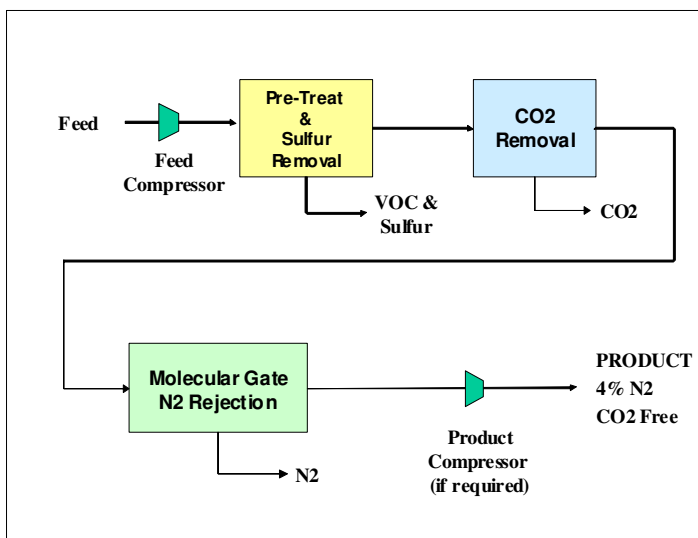 Feed
Feed
Compressor
Pre-Treat
&
Sulfur
Removal
VOC &
Sulfur
CO2
Removal
CO2
Molecular Gate
N2 Rejection
N2
Product
Compressor
(if required)
PRODUCT
4% N2
CO2 Free